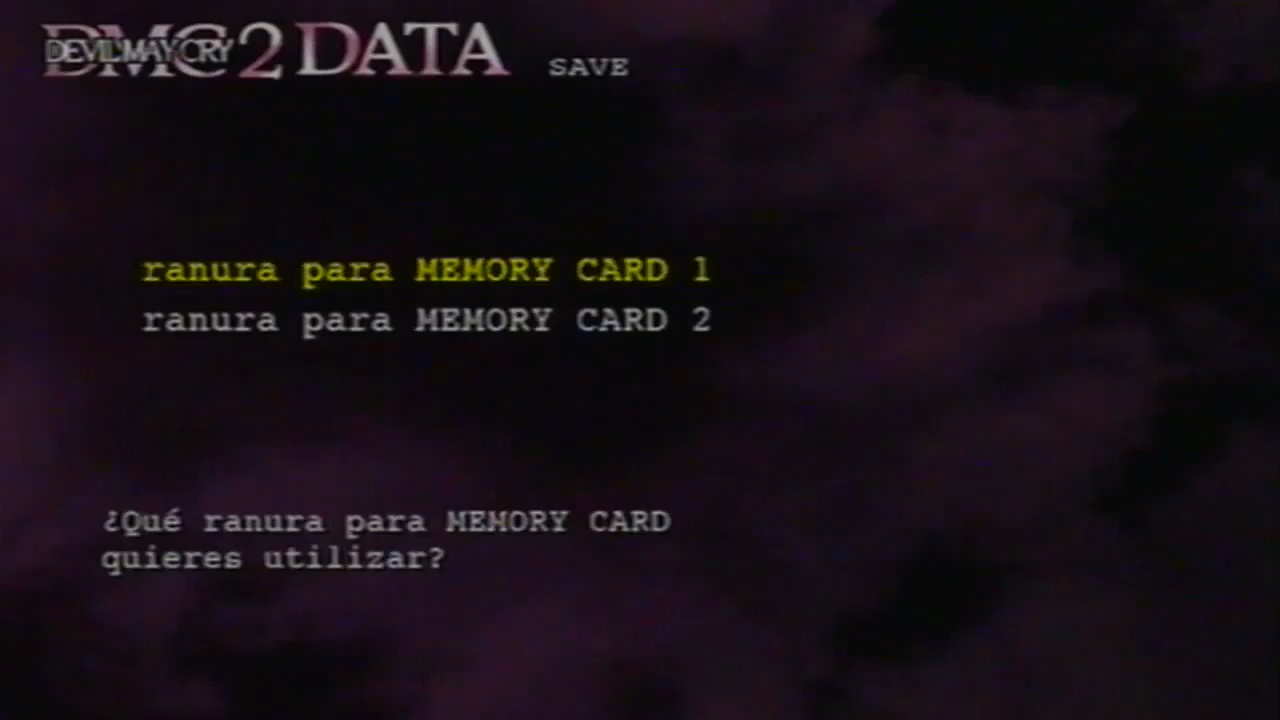 DEVIL MAY CRY
DMC 2 DATA SAVE
ranura para MEMORY CARD 1
ranura para MEMORY CARD 2
¿Qué ranura para MEMORY CARD
quieres utilizar?